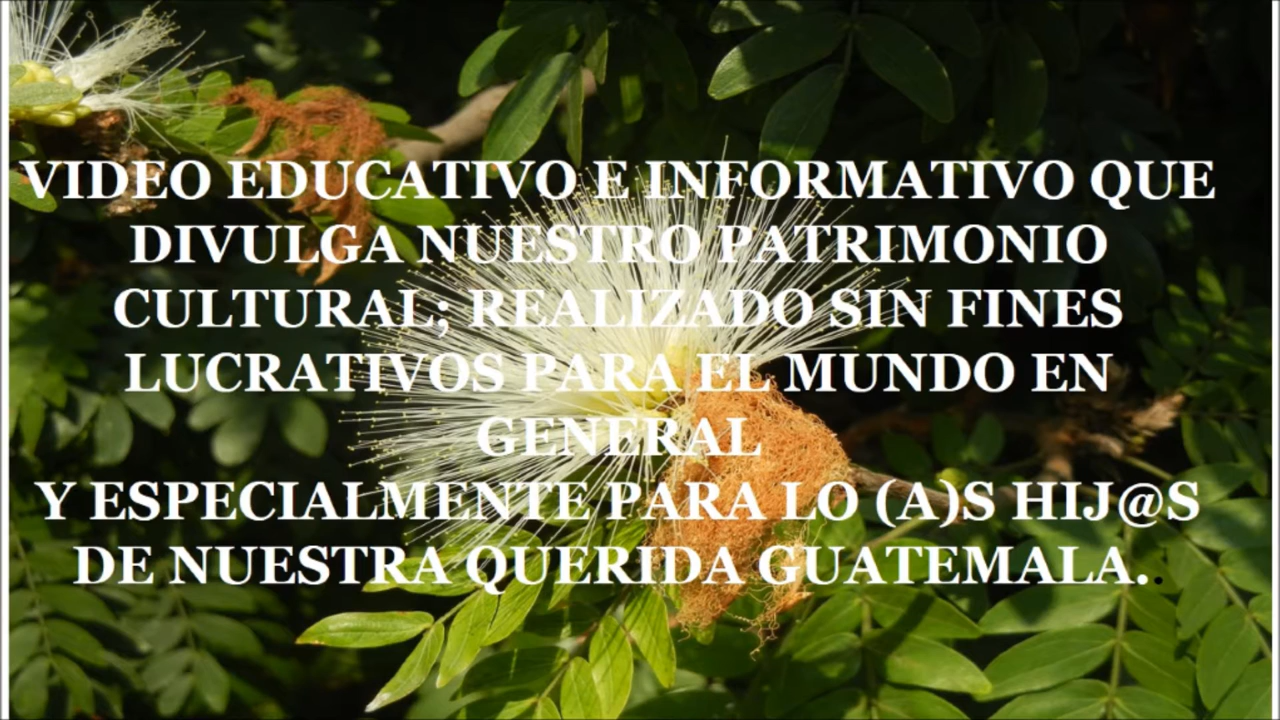 VIDEO EDUCATIVO E INFORMATIVO QUE
DIVULGA NUESTRO PATRIMONIO
CULTURAL; REALIZADO SIN FINES
LUCRATIVOS PARA EL MUNDO EN
GENERAL
Y ESPECIALMENTE PARA LO (A)S HIJ@S
DE NUESTRA QUERIDA GUATEMALA..